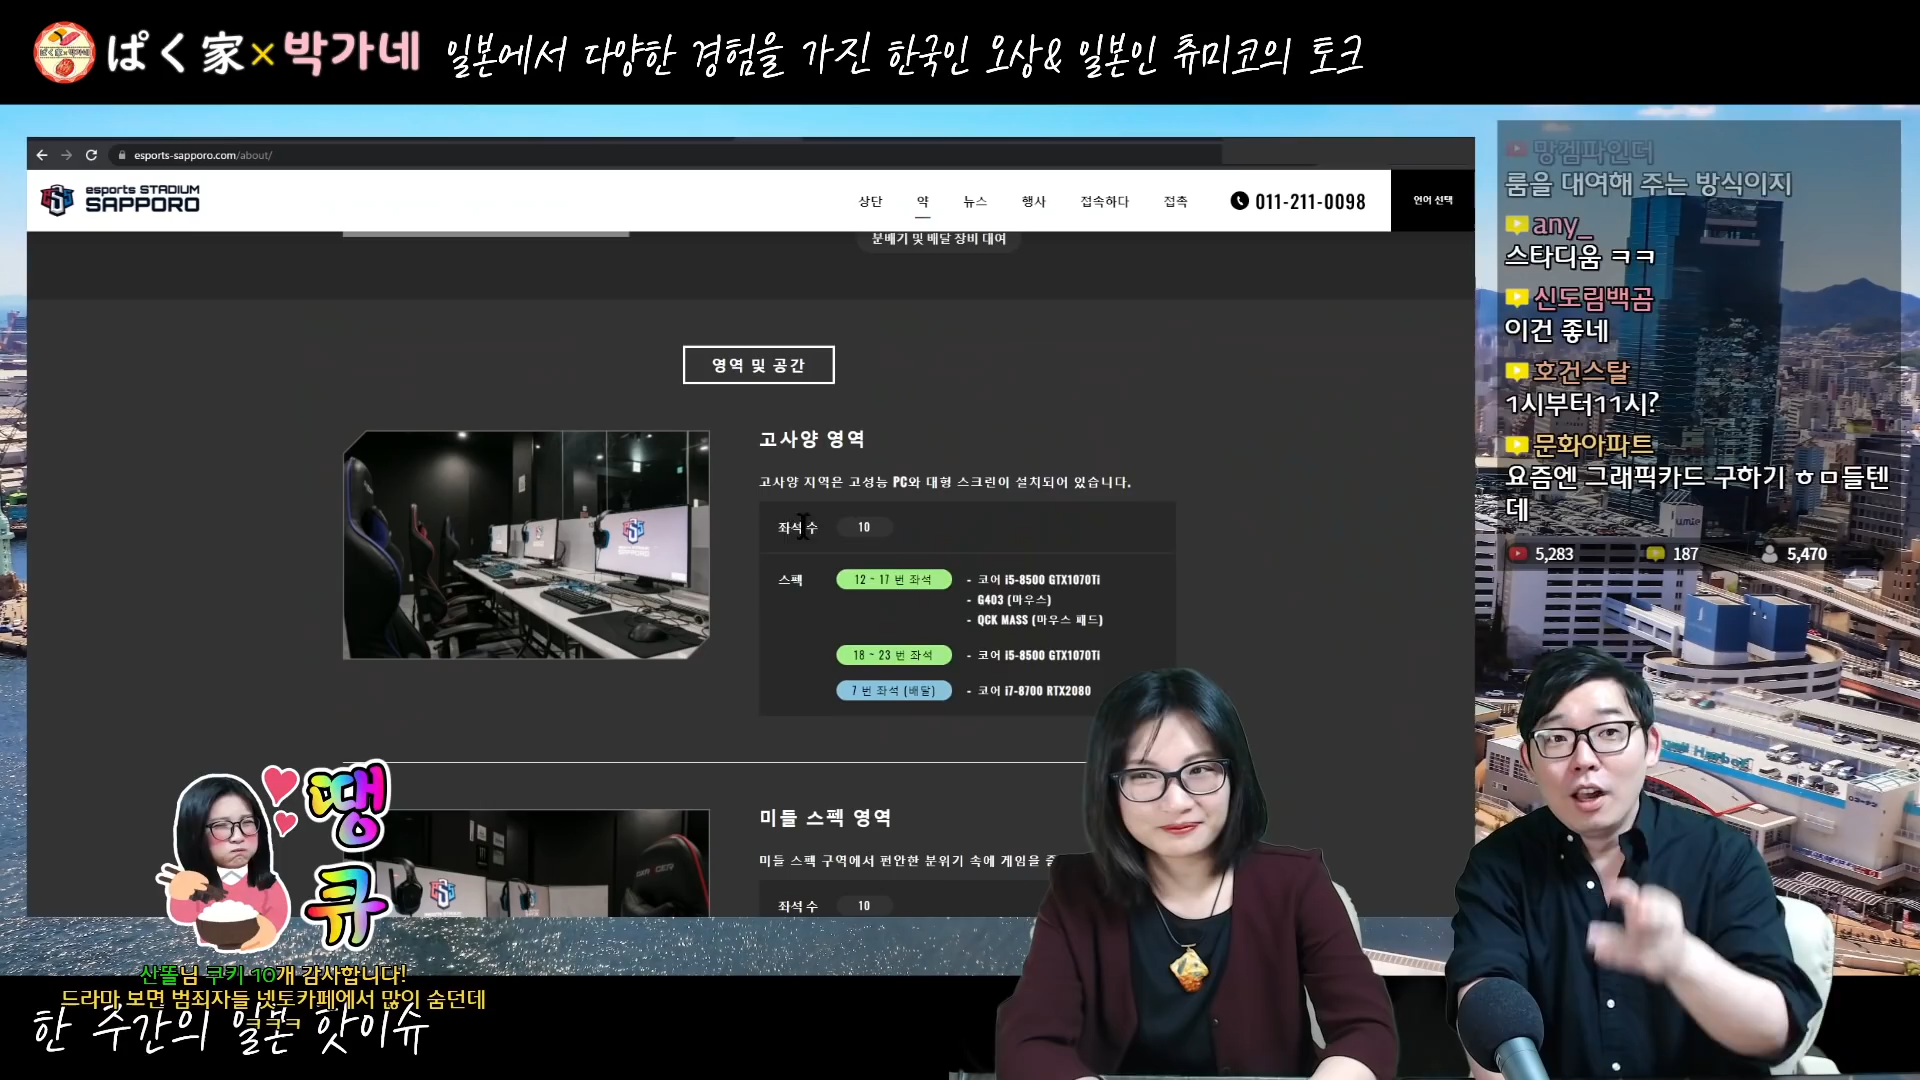 ぱく家×박가네
일본에서 다양한 경험을 가진 한국인 오상& 일본인 츄미코의 토크
esports-sapporo.com/about/
esports STADIUM
SAPPORO
상단 약 뉴스 행사 접속하다 접촉
011-211-0098
언어 선택
분배기 및 배달 장비 대여
영역 및 공간
고사양 영역
고사양 지역은 고성능 PC와 대형 스크린이 설치되어 있습니다.
좌석 수 10
스펙 12 ~ 17 번 좌석 - 코어 i5-8500 GTX1070Ti
- G403 (마우스)
- QCK MASS (마우스 패드)
18 ~ 23 번 좌석 - 코어 i5-8500 GTX1070Ti
7 번 좌석 (배달) - 코어 i7-8700 RTX2080
미들 스펙 영역
미들 스펙 구역에서 편안한 분위기 속에 게임을
좌석 수 10
망겜파인더
룸을 대여해 주는 방식이지
any_
스타디움 ㅋㅋ
신도림백곰
이건 좋네
호건스탈
1시부터11시?
문화아파트
요즘엔 그래픽카드 구하기 ㅎㅁ들텐
데
5,283 187 5,470
땡
큐
산똘님 쿠키 10개 감사합니다!
드라마 보면 범죄자들 넷토카페에서 많이 숨던데
ㅋㅋㅋ
한 주간의 일본 핫이슈